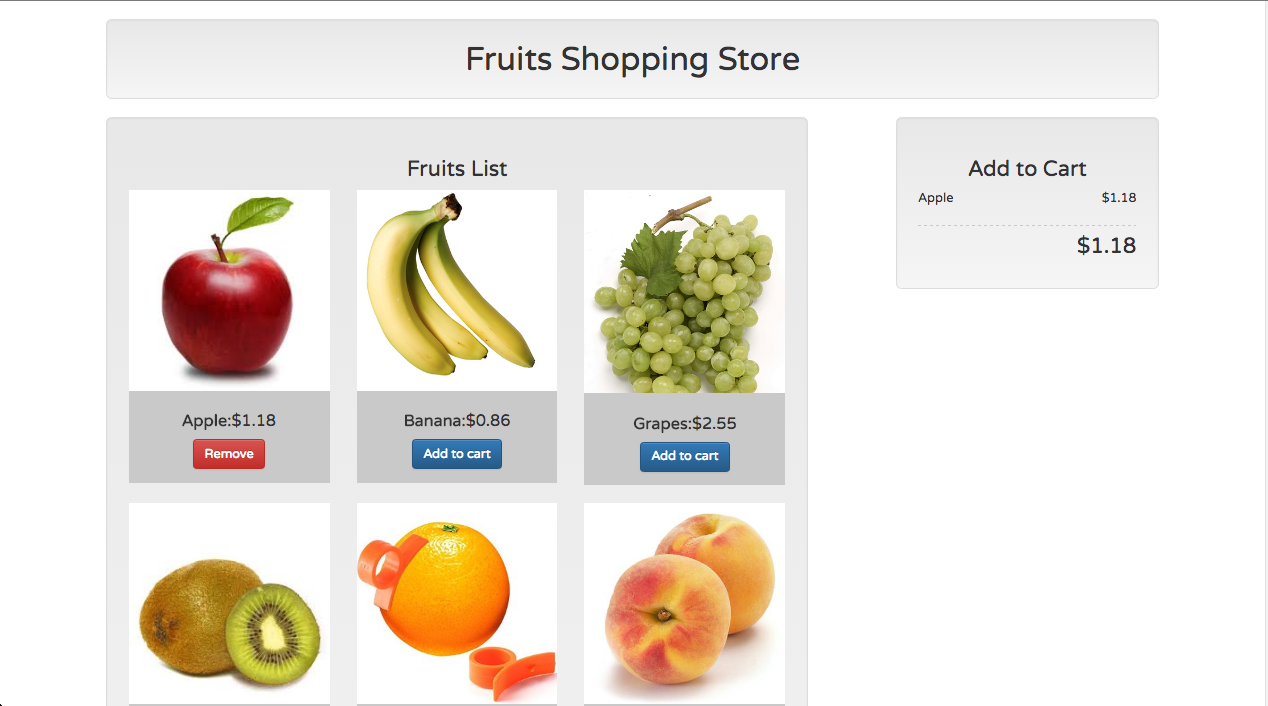 Fruits Shopping Store
Fruits List
Apple:$1.18
Remove
Banana:$0.86
Add to cart
Grapes:$2.55
Add to cart
Add to Cart
Apple $1.18
$1.18